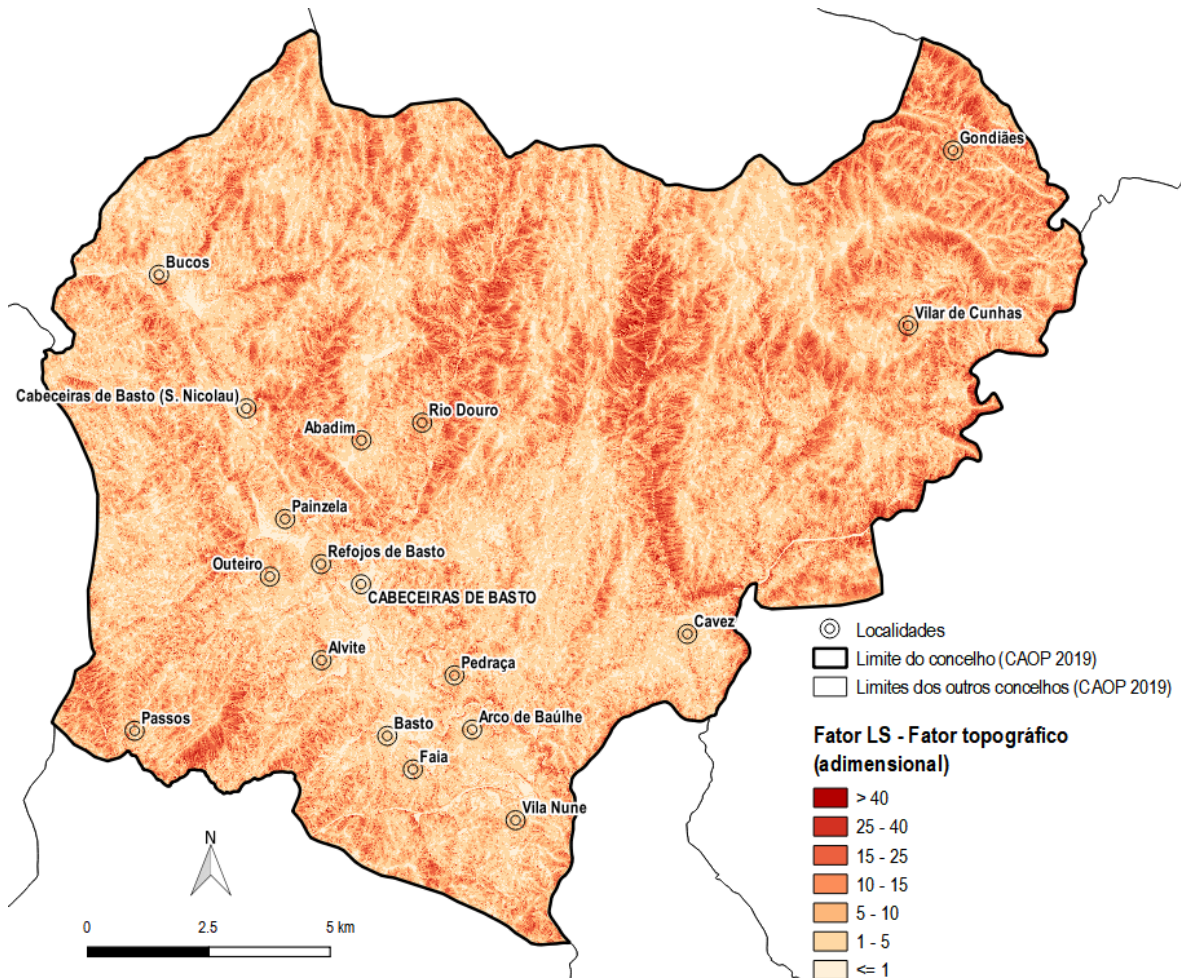 Gondiães
Bucos
Vilar de Cunhas
Cabeceiras de Basto (S. Nicolau)
Rio Douro
Abadim
Painzela
Refojos de Basto
Outeiro
CABECEIRAS DE BASTO
Cavez
Alvite
Pedraça
Passos
Basto
Arco de Baúlhe
Faia
Vila Nune
N
0 2.5 5 km
Localidades
Limite do concelho (CAOP 2019)
Limites dos outros concelhos (CAOP 2019)
Fator LS - Fator topográfico
(adimensional)
> 40
25 - 40
15 - 25
10 - 15
5 - 10
1 - 5
<= 1